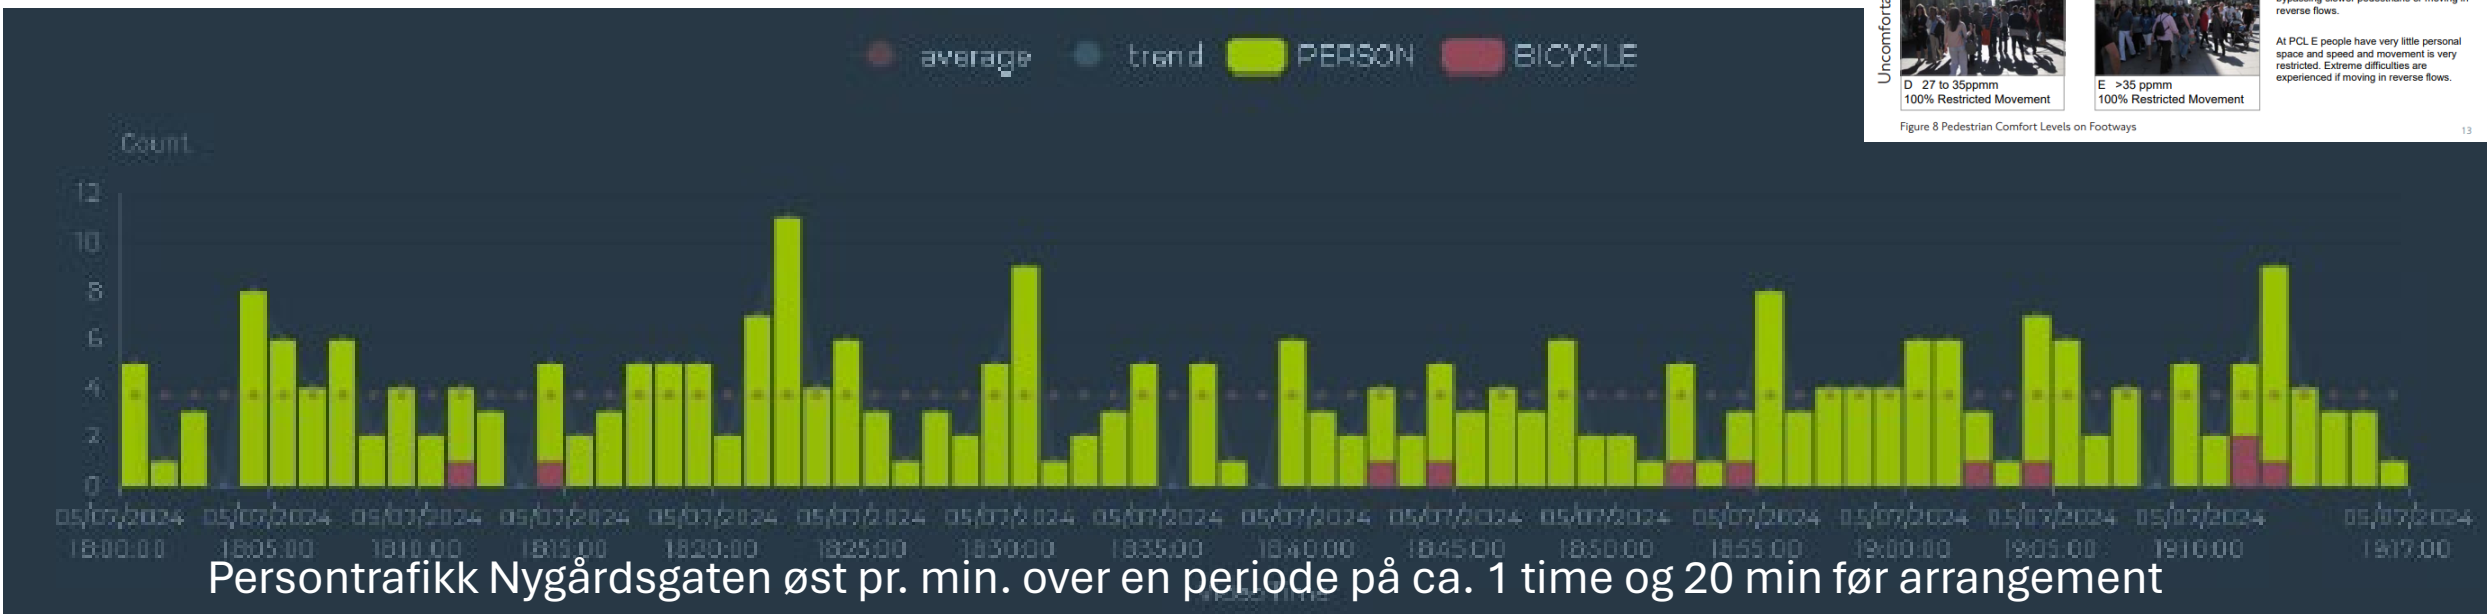 average trend PERSON BICYCLE
Count
12
10
8
6
4
2
0
05/07/2024 05/07/2024 05/07/2024 05/07/2024 05/07/2024 05/07/2024 05/07/2024 05/07/2024 05/07/2024 05/07/2024 05/07/2024 05/07/2024 05/07/2024 05/07/2024 05/07/2024 05/07/2024
18:00:00 18:05:00 18:10:00 18:15:00 18:20:00 18:25:00 18:30:00 18:35:00 18:40:00 18:45:00 18:50:00 18:55:00 19:00:00 19:05:00 19:10:00 19:17:00
Persontrafikk Nygårdsgaten øst pr. min. over en periode på ca. 1 time og 20 min før arrangement
D 27 to 35ppmm
100% Restricted Movement
E >35 ppmm
100% Restricted Movement
reverse flows.
At PCL E people have very little personal
space and speed and movement is very
restricted. Extreme difficulties are
experienced if moving in reverse flows.
Figure 8 Pedestrian Comfort Levels on Footways
13